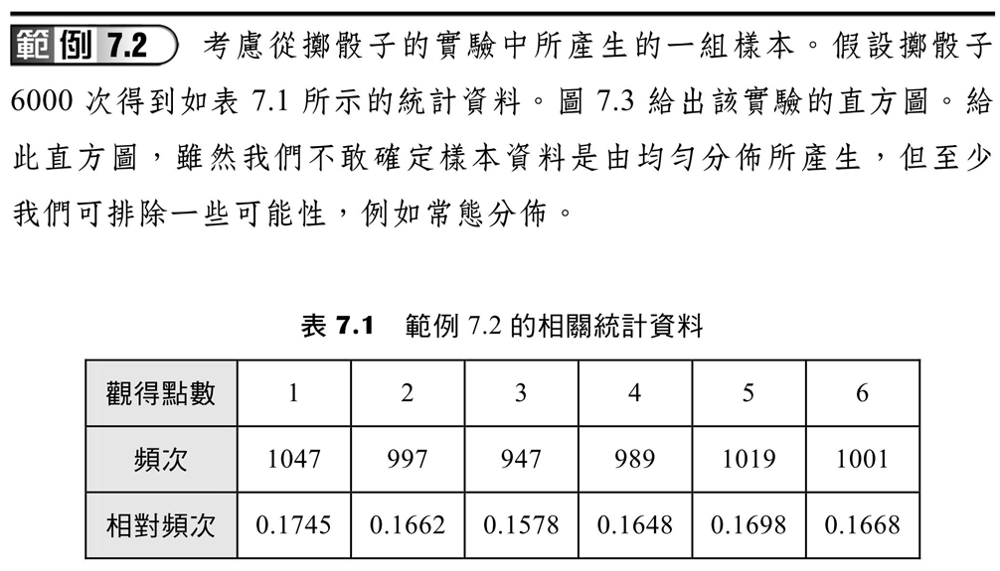 範例 7.2 考慮從擲骰子的實驗中所產生的一組樣本。假設擲骰子
6000 次得到如表 7.1 所示的統計資料。圖 7.3 給出該實驗的直方圖。給
此直方圖，雖然我們不敢確定樣本資料是由均勻分佈所產生，但至少
我們可排除一些可能性，例如常態分佈。
表 7.1 範例 7.2 的相關統計資料
觀得點數 1 2 3 4 5 6
頻次 1047 997 947 989 1019 1001
相對頻次 0.1745 0.1662 0.1578 0.1648 0.1698 0.1668